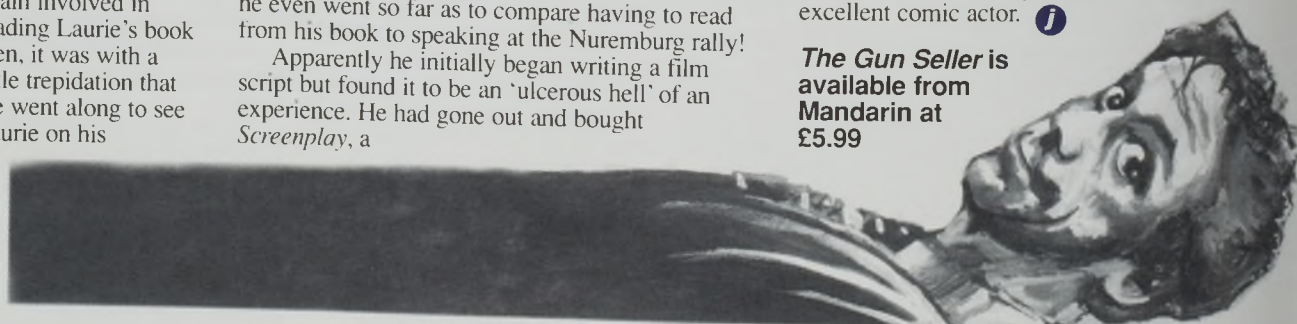 ading Laurie's book
en, it was with a
le trepidation that
e went along to see
urie on his
he even went so far as to compare having to read
from his book to speaking at the Nuremburg rally!
Apparently he initially began writing a film
script but found it to be an 'ulcerous hell' of an
experience. He had gone out and bought
Screenplay, a
excellent comic actor. j
The Gun Seller is
available from
Mandarin at
£5.99